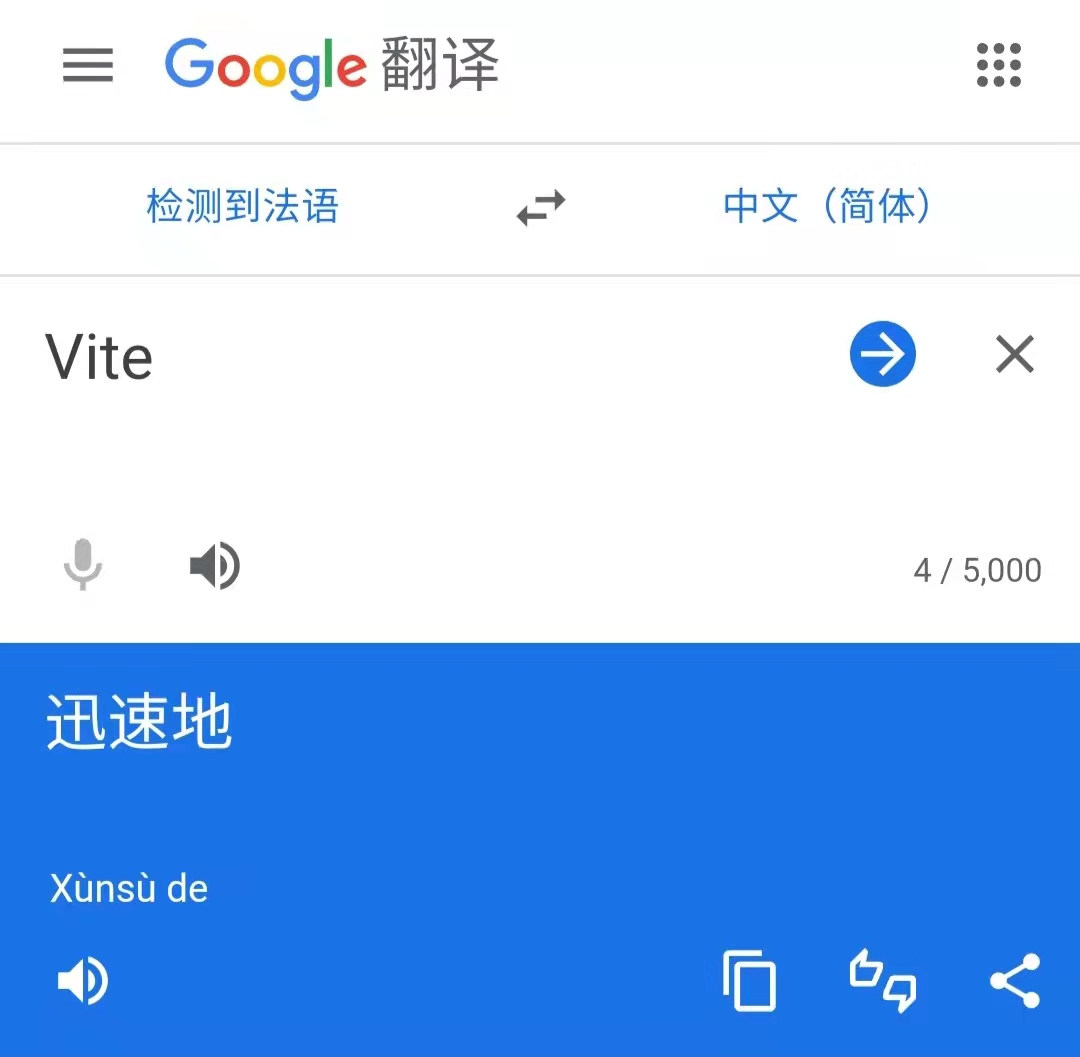 Google 翻译
检测到法语
中文（简体）
Vite
4 / 5,000
迅速地
Xùnsù de